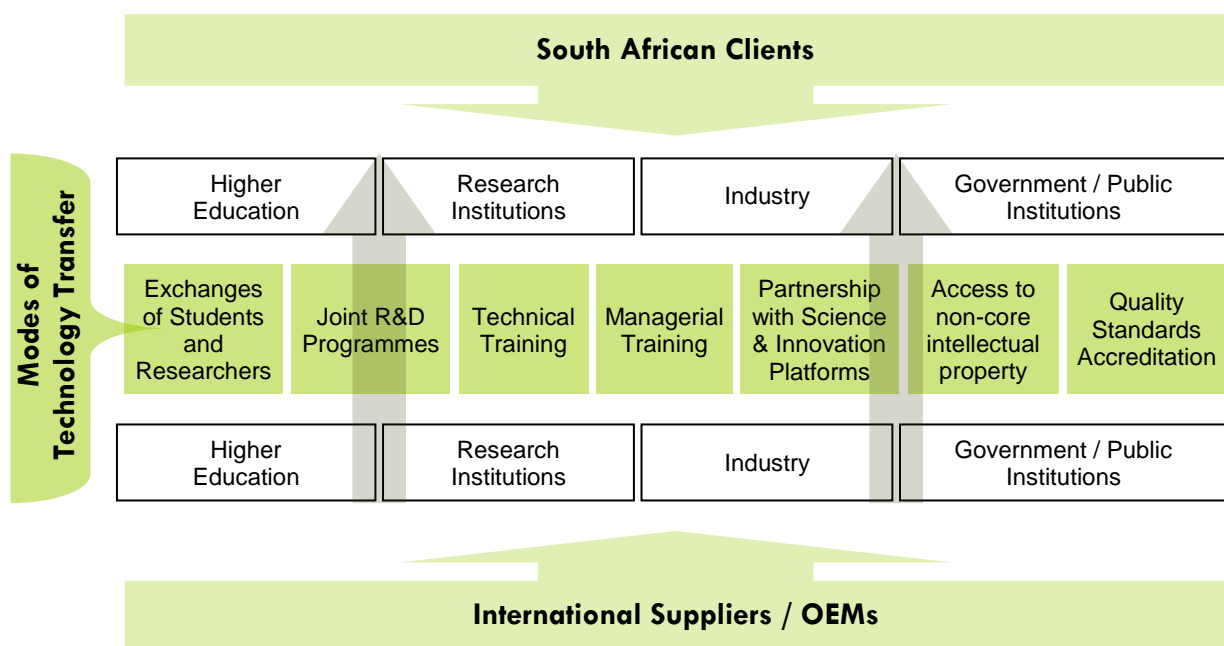 South African Clients
Modes of
Technology Transfer
Higher
Education
Research
Institutions
Industry
Government / Public
Institutions
Exchanges
of Students
and
Researchers
Joint R&D
Programmes
Technical
Training
Managerial
Training
Partnership
with Science
& Innovation
Platforms
Access to
non-core
intellectual
property
Quality
Standards
Accreditation
Higher
Education
Research
Institutions
Industry
Government / Public
Institutions
International Suppliers / OEMs